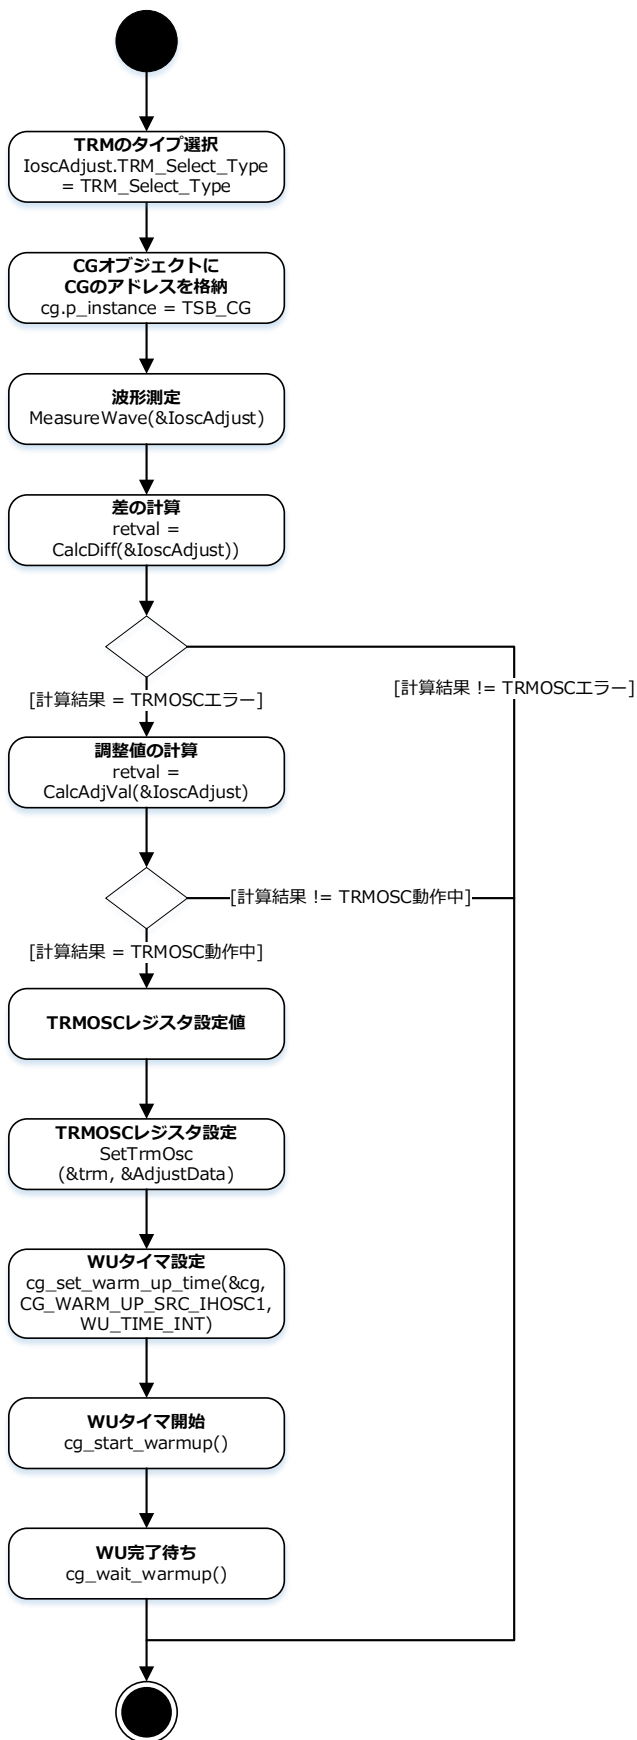 TRMのタイプ選択
IoscAdjust.TRM_Select_Type
= TRM_Select_Type
CGオブジェクトに
CGのアドレスを格納
cg.p_instance = TSB_CG
波形測定
MeasureWave(&IoscAdjust)
差の計算
retval =
CalcDiff(&IoscAdjust))
[計算結果 = TRMOSCエラー]
[計算結果 != TRMOSCエラー]
調整値の計算
retval =
CalcAdjVal(&IoscAdjust)
[計算結果 != TRMOSC動作中]
[計算結果 = TRMOSC動作中]
TRMOSCレジスタ設定値
TRMOSCレジスタ設定
SetTrmOsc
(&trm, &AdjustData)
WUタイマ設定
cg_set_warm_up_time(&cg,
CG_WARM_UP_SRC_IHOSC1,
WU_TIME_INT)
WUタイマ開始
cg_start_warmup()
WU完了待ち
cg_wait_warmup()